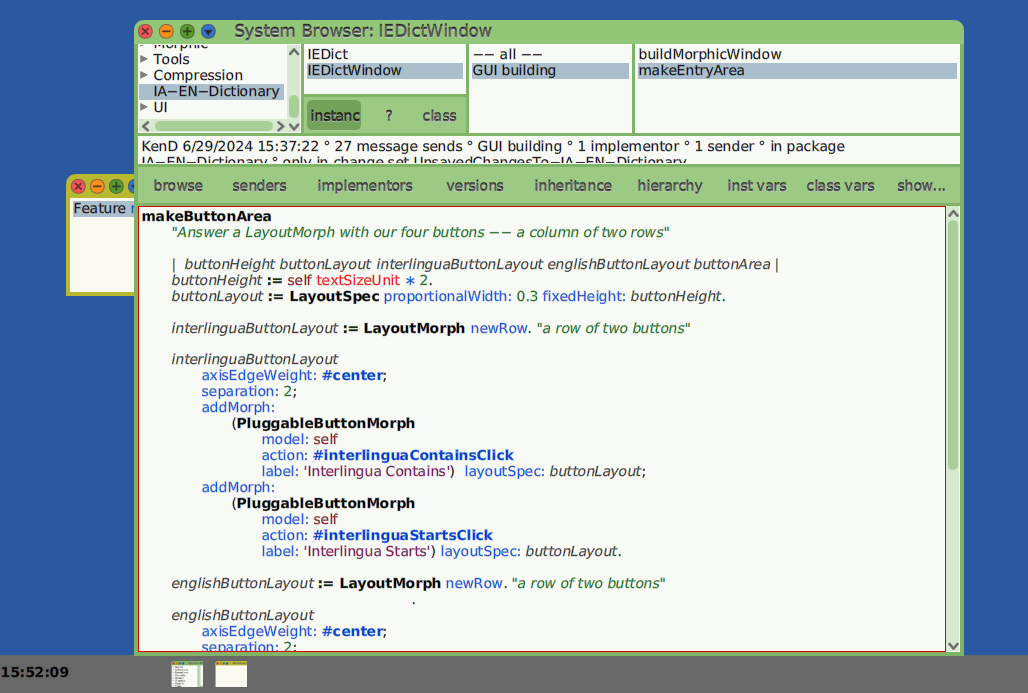 System Browser: IEDictWindow
Morphic
Tools
Compression
IA−EN−Dictionary
UI
IEDict
IEDictWindow
instanc
?
class
−− all −−
GUI building
buildMorphicWindow
makeEntryArea
KenD 6/29/2024 15:37:22 ° 27 message sends ° GUI building ° 1 implementor ° 1 sender ° in package
IA−EN−Dictionary ° only in change set UnsavedChangesTo−IA−EN−Dictionary
browse senders implementors versions inheritance hierarchy inst vars class vars show...
Feature
makeButtonArea
"Answer a LayoutMorph with our four buttons −− a column of two rows"
| buttonHeight buttonLayout interlinguaButtonLayout englishButtonLayout buttonArea |
buttonHeight := self textSizeUnit * 2.
buttonLayout := LayoutSpec proportionalWidth: 0.3 fixedHeight: buttonHeight.
interlinguaButtonLayout := LayoutMorph newRow. "a row of two buttons"
interlinguaButtonLayout
axisEdgeWeight: #center;
separation: 2;
addMorph:
(PluggableButtonMorph
model: self
action: #interlinguaContainsClick
label: 'Interlingua Contains') layoutSpec: buttonLayout;
addMorph:
(PluggableButtonMorph
model: self
action: #interlinguaStartsClick
label: 'Interlingua Starts') layoutSpec: buttonLayout.
englishButtonLayout := LayoutMorph newRow. "a row of two buttons"
.
englishButtonLayout
axisEdgeWeight: #center;
separation: 2;
15:52:09